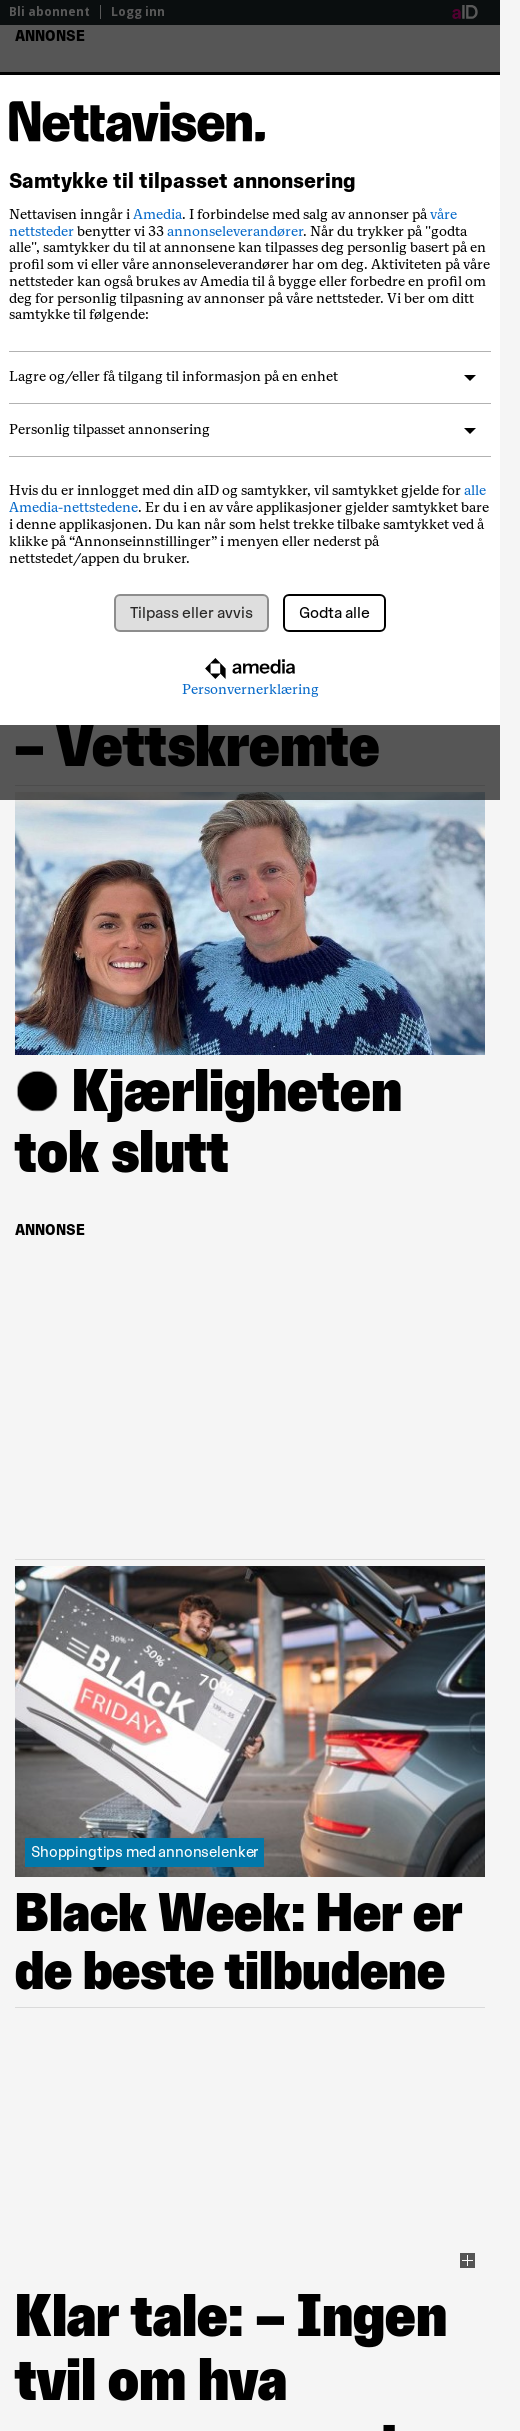 Bli abonnent | Logg inn
aID
ANNONSE
Nettavisen.
Samtykke til tilpasset annonsering
Nettavisen inngår i Amedia. I forbindelse med salg av annonser på våre
nettsteder benytter vi 33 annonseleverandører. Når du trykker på "godta
alle", samtykker du til at annonsene kan tilpasses deg personlig basert på en
profil som vi eller våre annonseleverandører har om deg. Aktiviteten på våre
nettsteder kan også brukes av Amedia til å bygge eller forbedre en profil om
deg for personlig tilpasning av annonser på våre nettsteder. Vi ber om ditt
samtykke til følgende:
Lagre og/eller få tilgang til informasjon på en enhet
Personlig tilpasset annonsering
Hvis du er innlogget med din aID og samtykker, vil samtykket gjelde for alle
Amedia-nettstedene. Er du i en av våre applikasjoner gjelder samtykket bare
i denne applikasjonen. Du kan når som helst trekke tilbake samtykket ved å
klikke på “Annonseinnstillinger” i menyen eller nederst på
nettstedet/appen du bruker.
Tilpass eller avvis
Godta alle
amedia
Personvernerklæring
– Vettskremte
Kjærligheten
tok slutt
ANNONSE
30%
50%
70%
BLACK
FRIDAY
Shoppingtips med annonselenker
Black Week: Her er
de beste tilbudene
Klar tale: – Ingen
tvil om hva